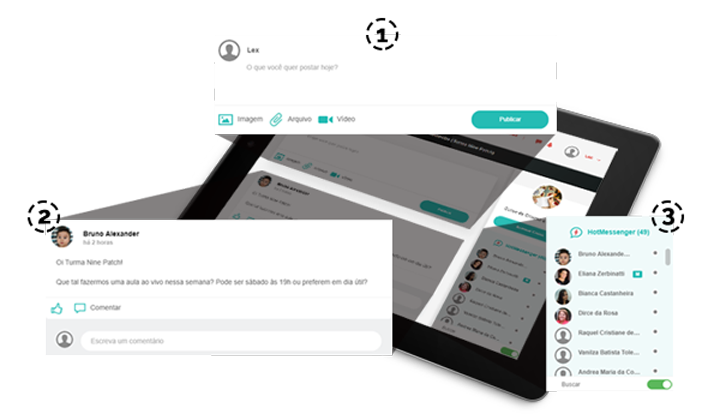 1
Lex
O que você quer postar hoje?
Imagem Arquivo Vídeo Publicar
2
Bruno Alexander
há 2 horas
Oi Turma Nine Patch!
Que tal fazermos uma aula ao vivo nessa semana? Pode ser sábado às 19h ou preferem em dia útil?
Comentar
Escreva um comentário
3
HotMessenger (49)
Bruno Alexande...
Eliana Zerbinatti
Bianca Castanheira
Dirce da Rosa
Raquel Cristiane de...
Vanilza Batista Tole...
Andrea Maria da Co...
Buscar